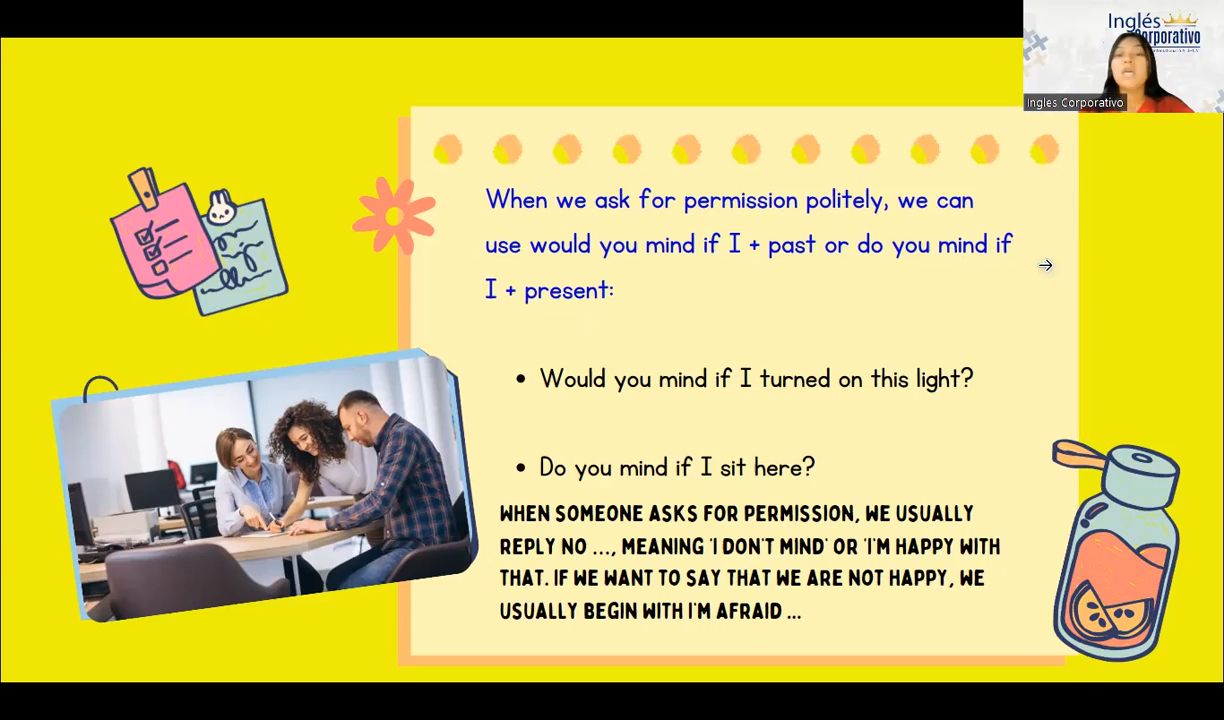 Inglés
Corporativo
Ingles Corporativo
When we ask for permission politely, we can
use would you mind if I + past or do you mind if
I + present:
• Would you mind if I turned on this light?
• Do you mind if I sit here?
WHEN SOMEONE ASKS FOR PERMISSION, WE USUALLY
REPLY NO ..., MEANING 'I DON'T MIND' OR 'I'M HAPPY WITH
THAT. IF WE WANT TO SAY THAT WE ARE NOT HAPPY, WE
USUALLY BEGIN WITH I'M AFRAID ...